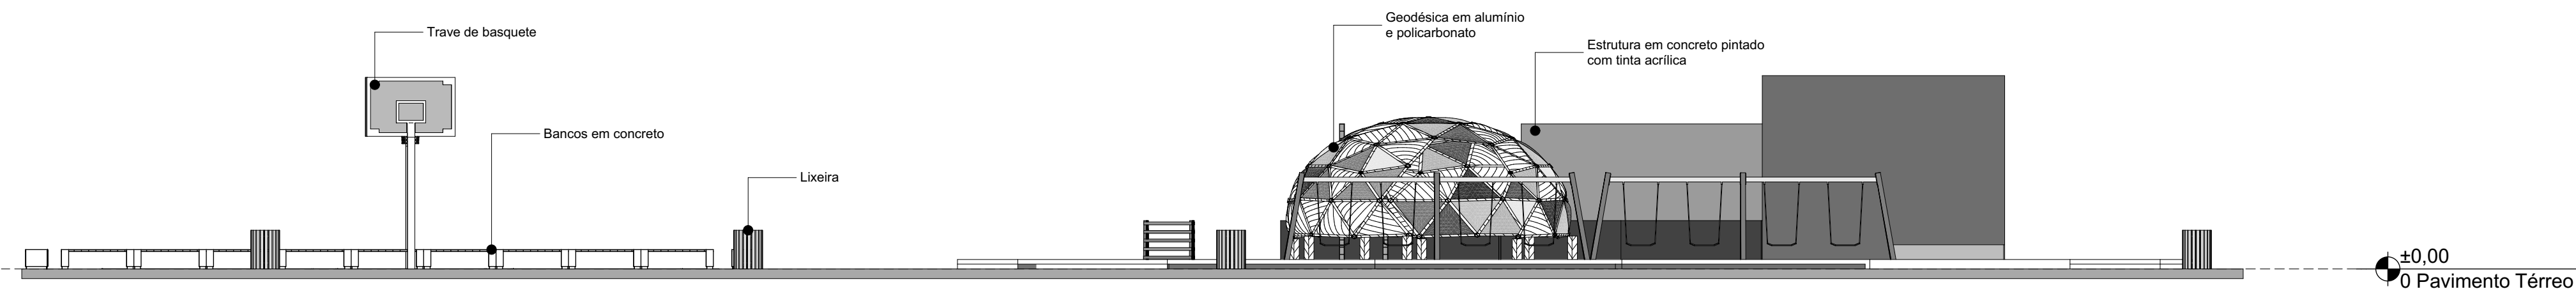 Trave de basquete
Bancos em concreto
Lixeira
Geodésica em alumínio
e policarbonato
Estrutura em concreto pintado
com tinta acrílica
±0,00
0 Pavimento Térreo